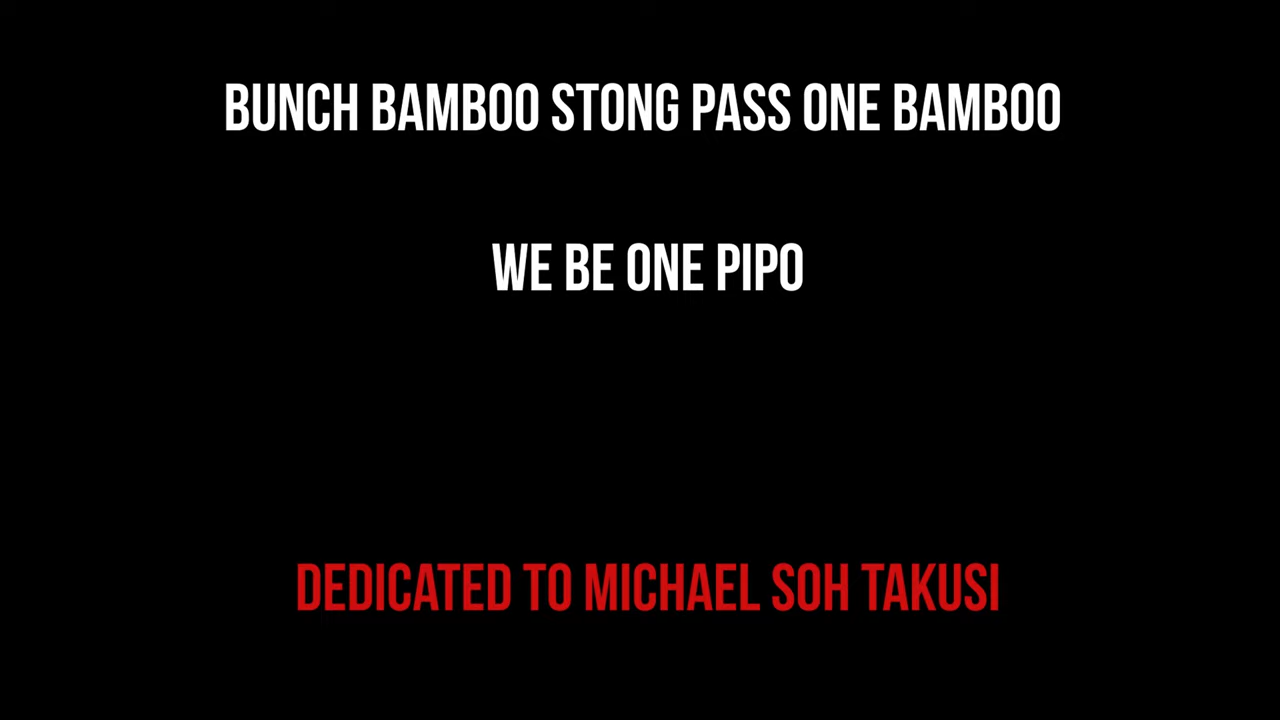 BUNCH BAMBOO STONG PASS ONE BAMBOO
WE BE ONE PIPO
DEDICATED TO MICHAEL SOH TAKUSI